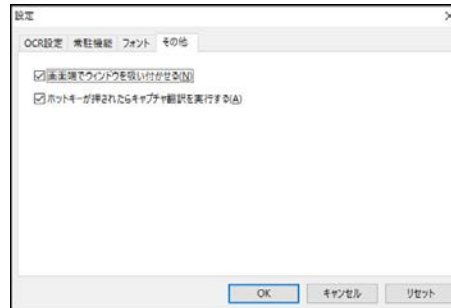 設定
OCR設定 常駐機能 フォント その他
画面端でウィンドウを吸い付かせる(N)
ホットキーが押されたらキャプチャ翻訳を実行する(A)
OK キャンセル リセット